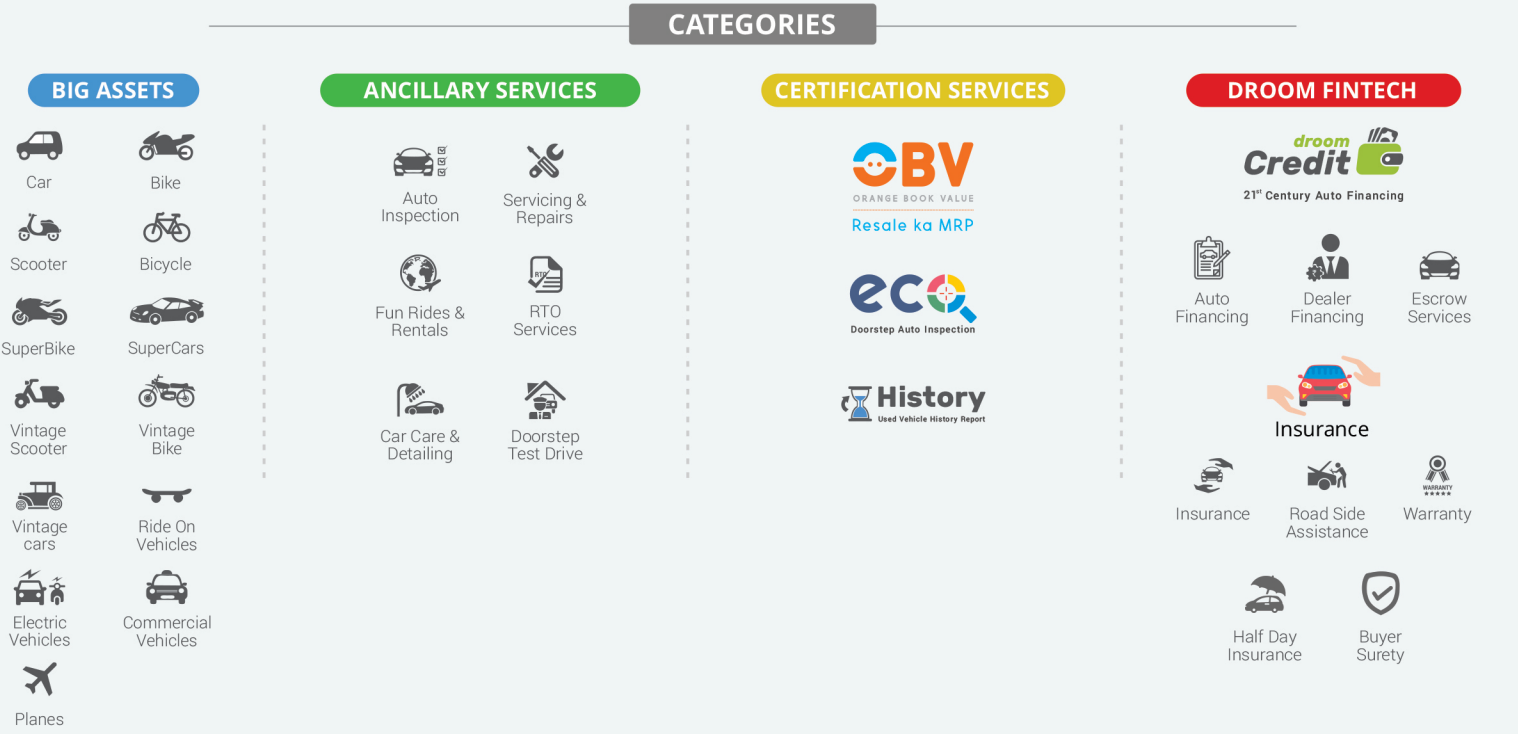 CATEGORIES
BIG ASSETS
Car
Bike
Scooter
Bicycle
SuperBike
SuperCars
Vintage
Scooter
Vintage
Bike
Vintage
cars
Ride On
Vehicles
Electric
Vehicles
Commercial
Vehicles
Planes
ANCILLARY SERVICES
Auto
Inspection
Servicing &
Repairs
Fun Rides &
Rentals
RTO
RTO
Services
Car Care &
Detailing
Doorstep
Test Drive
CERTIFICATION SERVICES
OBV
ORANGE BOOK VALUE
Resale ka MRP
eco
Doorstep Auto Inspection
History
Used Vehicle History Report
DROOM FINTECH
droom
Credit
21st Century Auto Financing
Auto
Financing
Dealer
Financing
Escrow
Services
Insurance
Insurance
Road Side
Assistance
WARRANTY
Warranty
Half Day
Insurance
Buyer
Surety